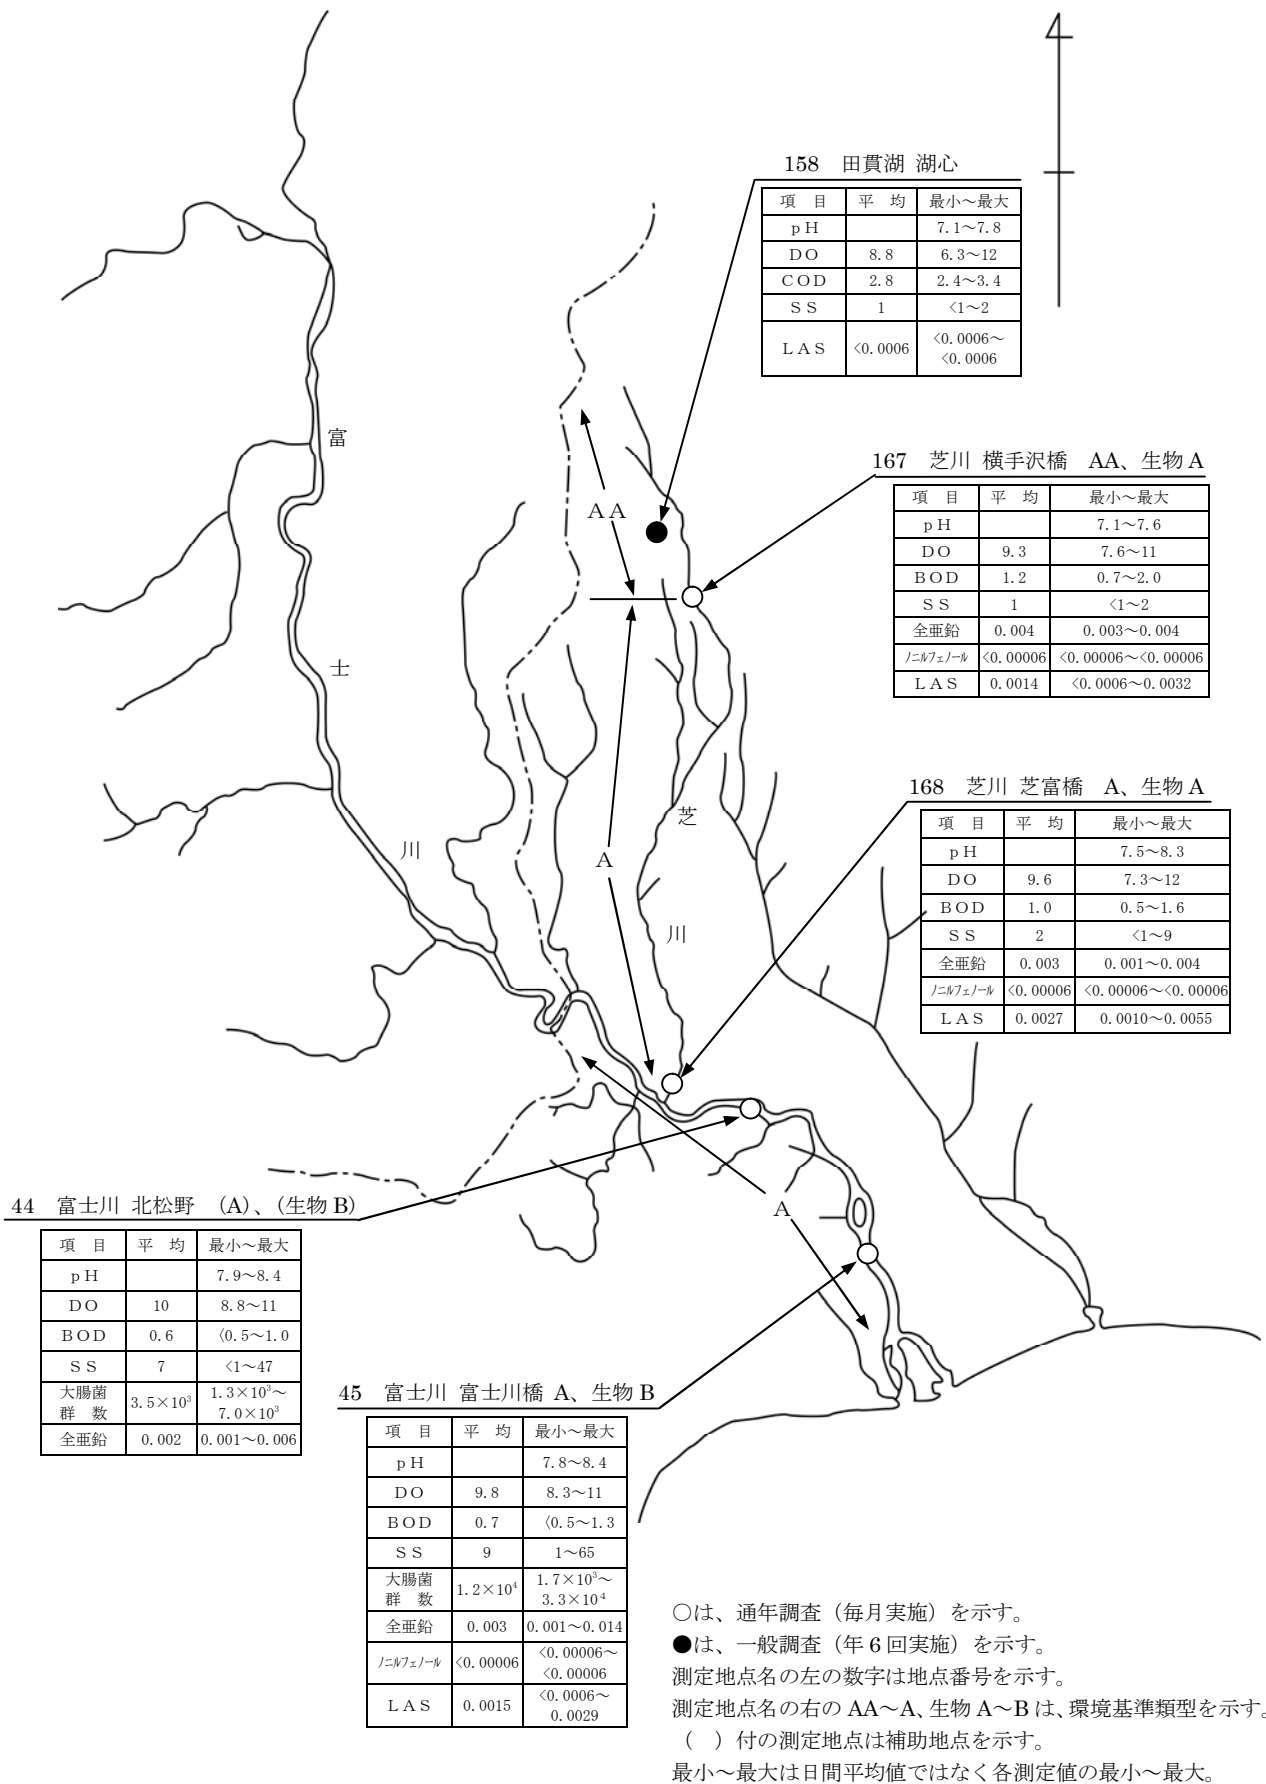 158 田貫湖 湖心
項 目 平 均 最小～最大
pH 7.1～7.8
DO 8.8 6.3～12
COD 2.8 2.4～3.4
SS 1 <1～2
LAS <0.0006 <0.0006～
<0.0006
富
士
川
AA
A
芝
川
A
167 芝川 横手沢橋 AA、生物 A
項 目 平 均 最小～最大
pH 7.1～7.6
DO 9.3 7.6～11
BOD 1.2 0.7～2.0
SS 1 <1～2
全亜鉛 0.004 0.003～0.004
ﾉﾆﾙﾌｪﾉｰﾙ <0.00006 <0.00006～<0.00006
LAS 0.0014 <0.0006～0.0032
168 芝川 芝富橋 A、生物 A
項 目 平 均 最小～最大
pH 7.5～8.3
DO 9.6 7.3～12
BOD 1.0 0.5～1.6
SS 2 <1～9
全亜鉛 0.003 0.001～0.004
ﾉﾆﾙﾌｪﾉｰﾙ <0.00006 <0.00006～<0.00006
LAS 0.0027 0.0010～0.0055
44 富士川 北松野 (A)、(生物 B)
項 目 平 均 最小～最大
pH 7.9～8.4
DO 10 8.8～11
BOD 0.6 <0.5～1.0
SS 7 <1～47
大腸菌
群 数 3.5×10³ 1.3×10³～
7.0×10³
全亜鉛 0.002 0.001～0.006
45 富士川 富士川橋 A、生物 B
項 目 平 均 最小～最大
pH 7.8～8.4
DO 9.8 8.3～11
BOD 0.7 <0.5～1.3
SS 9 1～65
大腸菌
群 数 1.2×10⁴ 1.7×10³～
3.3×10⁴
全亜鉛 0.003 0.001～0.014
ﾉﾆﾙﾌｪﾉｰﾙ <0.00006 <0.00006～
<0.00006
LAS 0.0015 <0.0006～
0.0029
○は、通年調査（毎月実施）を示す。
●は、一般調査（年 6 回実施）を示す。
測定地点名の左の数字は地点番号を示す。
測定地点名の右の AA～A、生物 A～B は、環境基準類型を示す。
（ ）付の測定地点は補助地点を示す。
最小～最大は日間平均値ではなく各測定値の最小～最大。